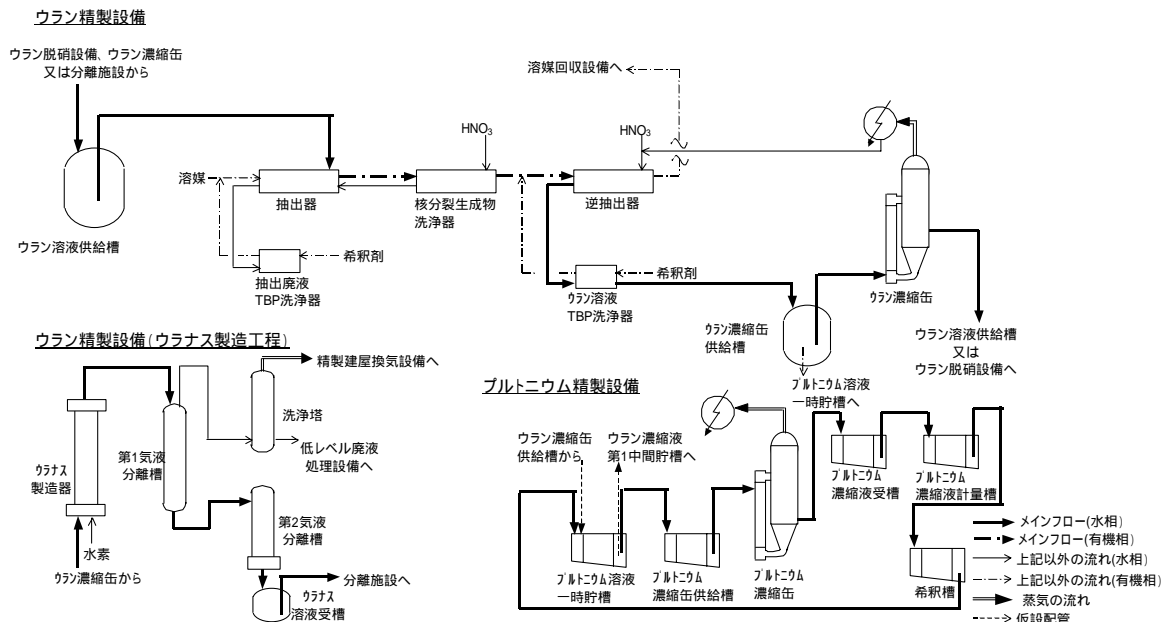 ウラン精製設備
ウラン脱硝設備、ウラン濃縮缶
又は分離施設から
ウラン溶液供給槽
溶媒
抽出器
HNO₃
核分裂生成物
洗浄器
抽出廃液
TBP洗浄器
希釈剤
溶媒回収設備へ
HNO₃
逆抽出器
ウラン溶液
TBP洗浄器
希釈剤
ウラン濃縮缶
供給槽
プルトニウム溶液
一時貯槽へ
ウラン濃縮缶
ウラン溶液供給槽
又は
ウラン脱硝設備へ
ウラン精製設備(ウラナス製造工程)
精製建屋換気設備へ
洗浄塔
低レベル廃液
処理設備へ
ウラナス
製造器
第1気液
分離槽
第2気液
分離槽
水素
ウラン濃縮缶から
分離施設へ
ウラナス
溶液受槽
プルトニウム精製設備
ウラン濃縮缶
供給槽から
ウラン濃縮液
第1中間貯槽へ
プルトニウム溶液
一時貯槽
プルトニウム
濃縮缶供給槽
プルトニウム
濃縮缶
プルトニウム
濃縮液受槽
プルトニウム
濃縮液計量槽
希釈槽
メインフロー(水相)
メインフロー(有機相)
上記以外の流れ(水相)
上記以外の流れ(有機相)
蒸気の流れ
仮設配管